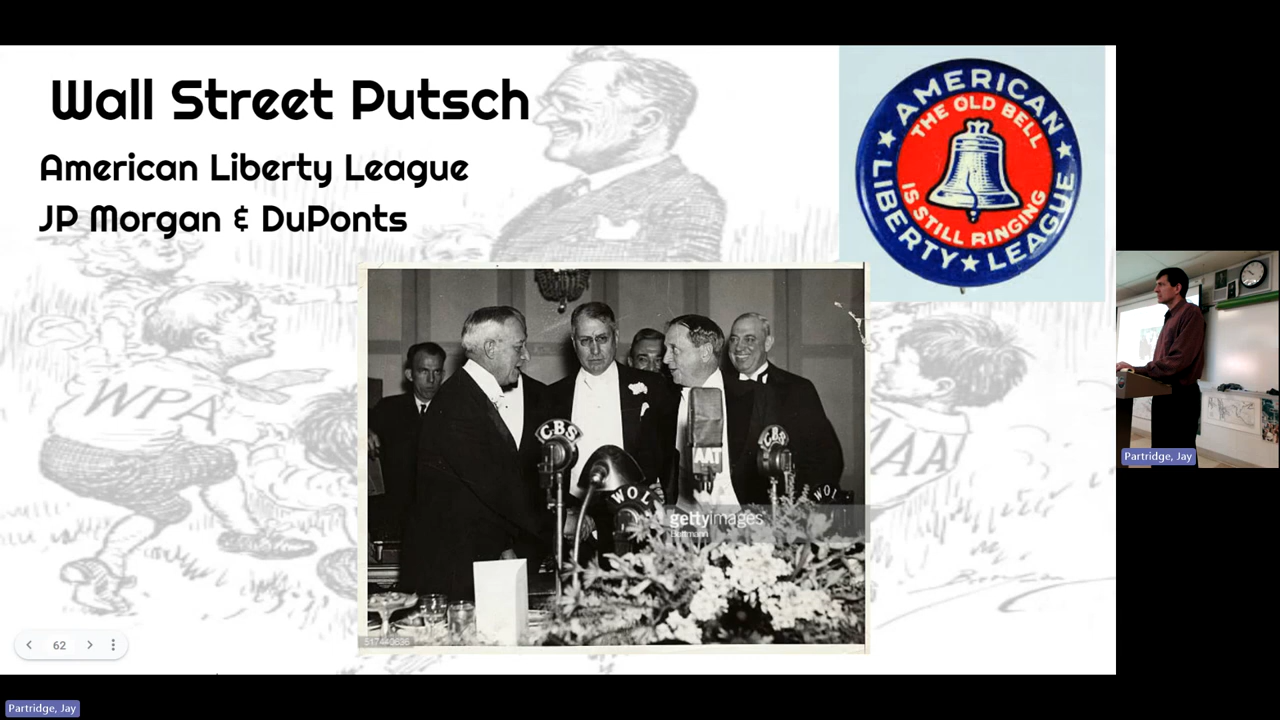 Wall Street Putsch
American Liberty League
JP Morgan & DuPonts
AMERICAN
THE OLD BELL
IS STILL RINGING
LIBERTY LEAGUE
WPA
CBS
WOL
AAT
CBS
WOL
gettyimages
Bettmann
62
Partridge, Jay
Partridge, Jay